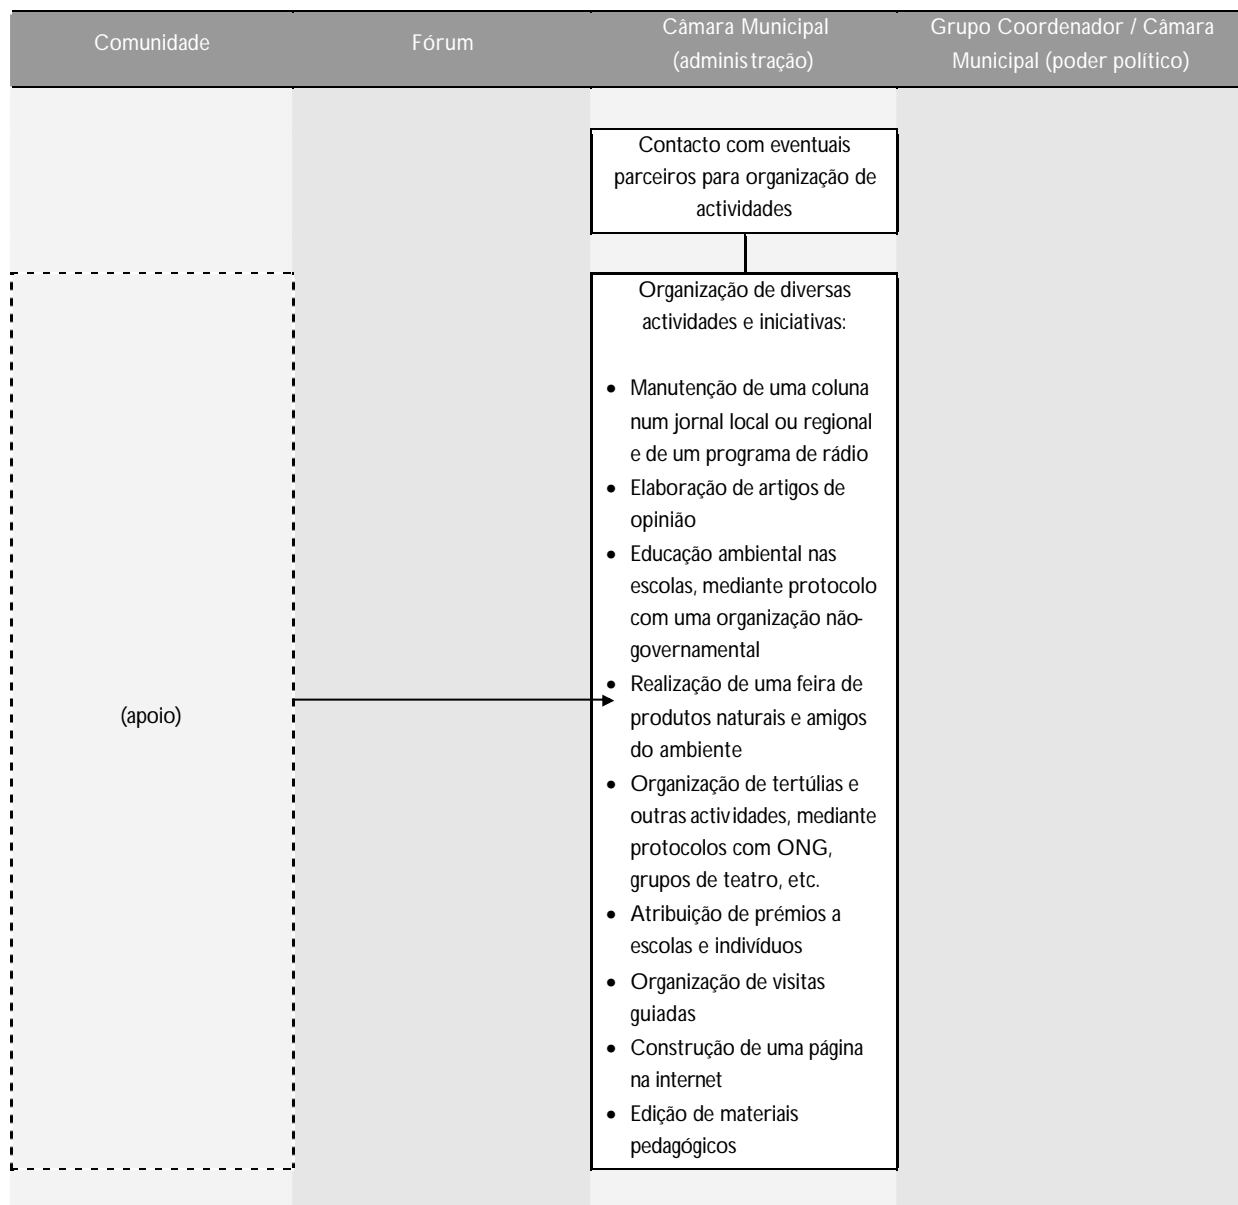 Comunidade
Fórum
Câmara Municipal
(administração)
Grupo Coordenador / Câmara
Municipal (poder político)
Contacto com eventuais
parceiros para organização de
actividades
(apoio)
Organização de diversas
actividades e iniciativas:
• Manutenção de uma coluna
num jornal local ou regional
e de um programa de rádio
• Elaboração de artigos de
opinião
• Educação ambiental nas
escolas, mediante protocolo
com uma organização não-
governamental
• Realização de uma feira de
produtos naturais e amigos
do ambiente
• Organização de tertúlias e
outras actividades, mediante
protocolos com ONG,
grupos de teatro, etc.
• Atribuição de prémios a
escolas e indivíduos
• Organização de visitas
guiadas
• Construção de uma página
na internet
• Edição de materiais
pedagógicos